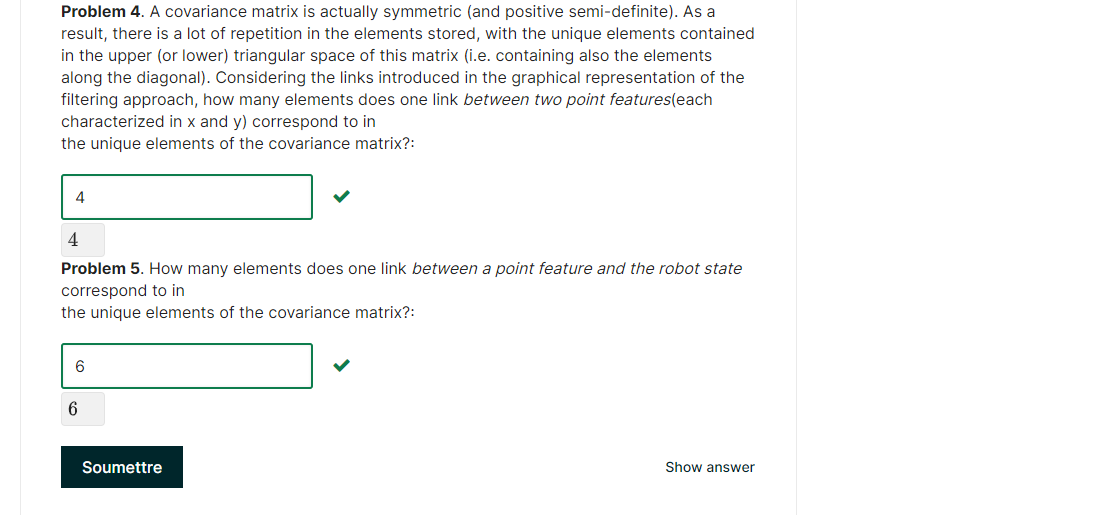 Problem 4. A covariance matrix is actually symmetric (and positive semi-definite). As a
result, there is a lot of repetition in the elements stored, with the unique elements contained
in the upper (or lower) triangular space of this matrix (i.e. containing also the elements
along the diagonal). Considering the links introduced in the graphical representation of the
filtering approach, how many elements does one link between two point features(each
characterized in x and y) correspond to in
the unique elements of the covariance matrix?:
4
4
Problem 5. How many elements does one link between a point feature and the robot state
correspond to in
the unique elements of the covariance matrix?:
6
6
Soumettre
Show answer